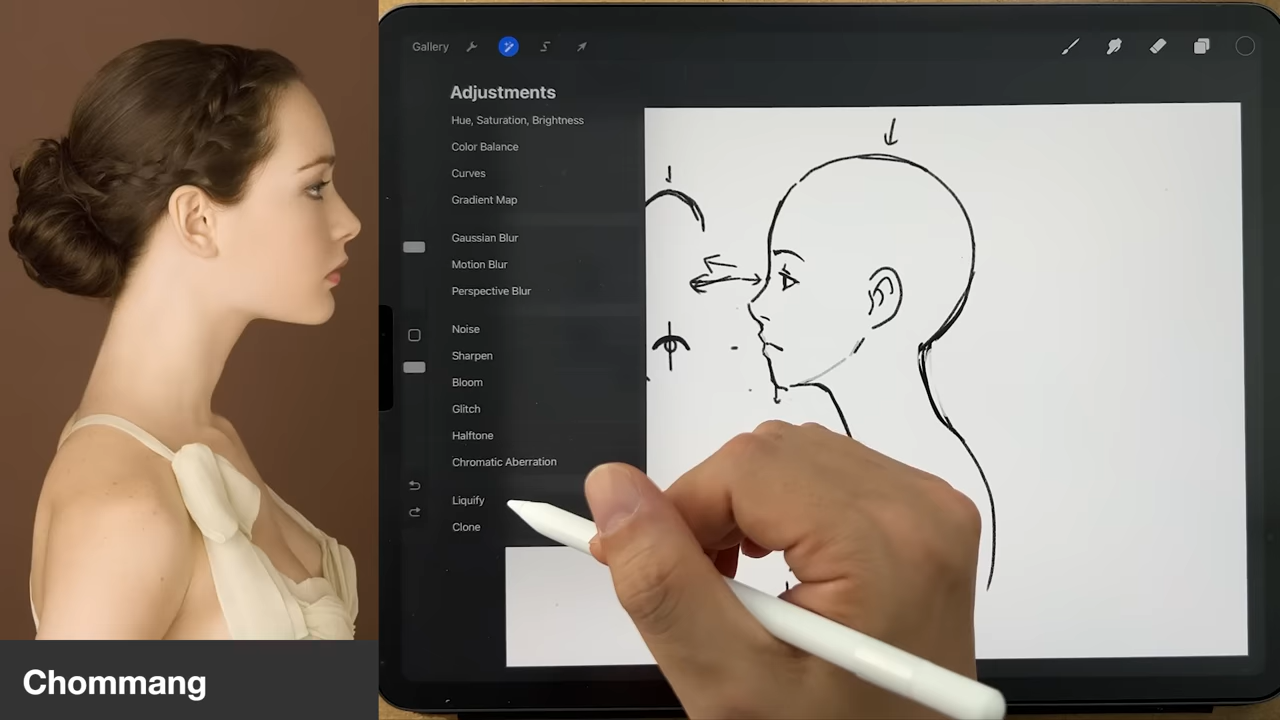 Gallery
Adjustments
Hue, Saturation, Brightness
Color Balance
Curves
Gradient Map
Gaussian Blur
Motion Blur
Perspective Blur
Noise
Sharpen
Bloom
Glitch
Halftone
Chromatic Aberration
Liquify
Clone
Chommang